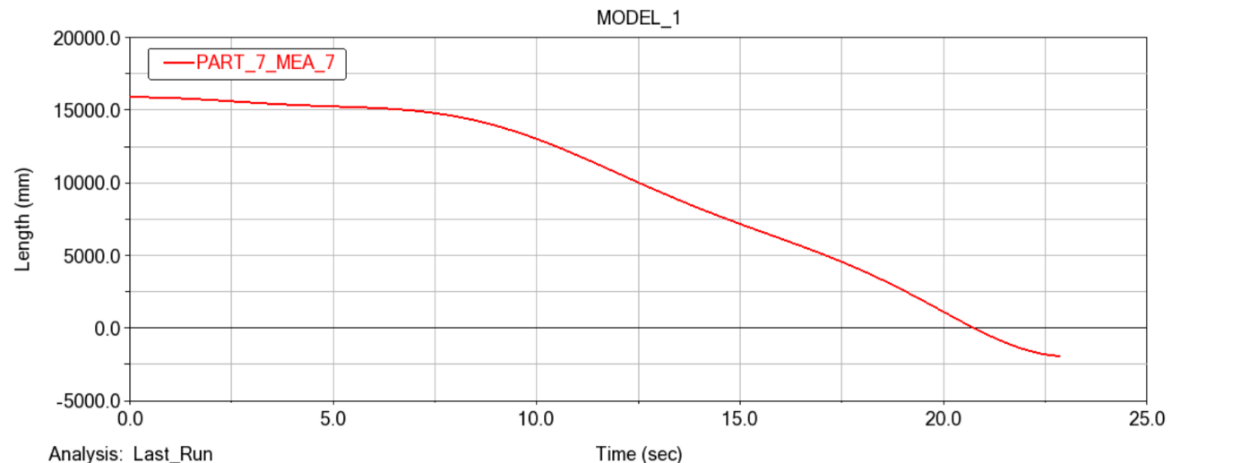 MODEL_1
20000.0
PART_7_MEA_7
15000.0
10000.0
5000.0
0.0
-5000.0
Length (mm)
0.0 5.0 10.0 15.0 20.0 25.0
Analysis: Last_Run Time (sec)